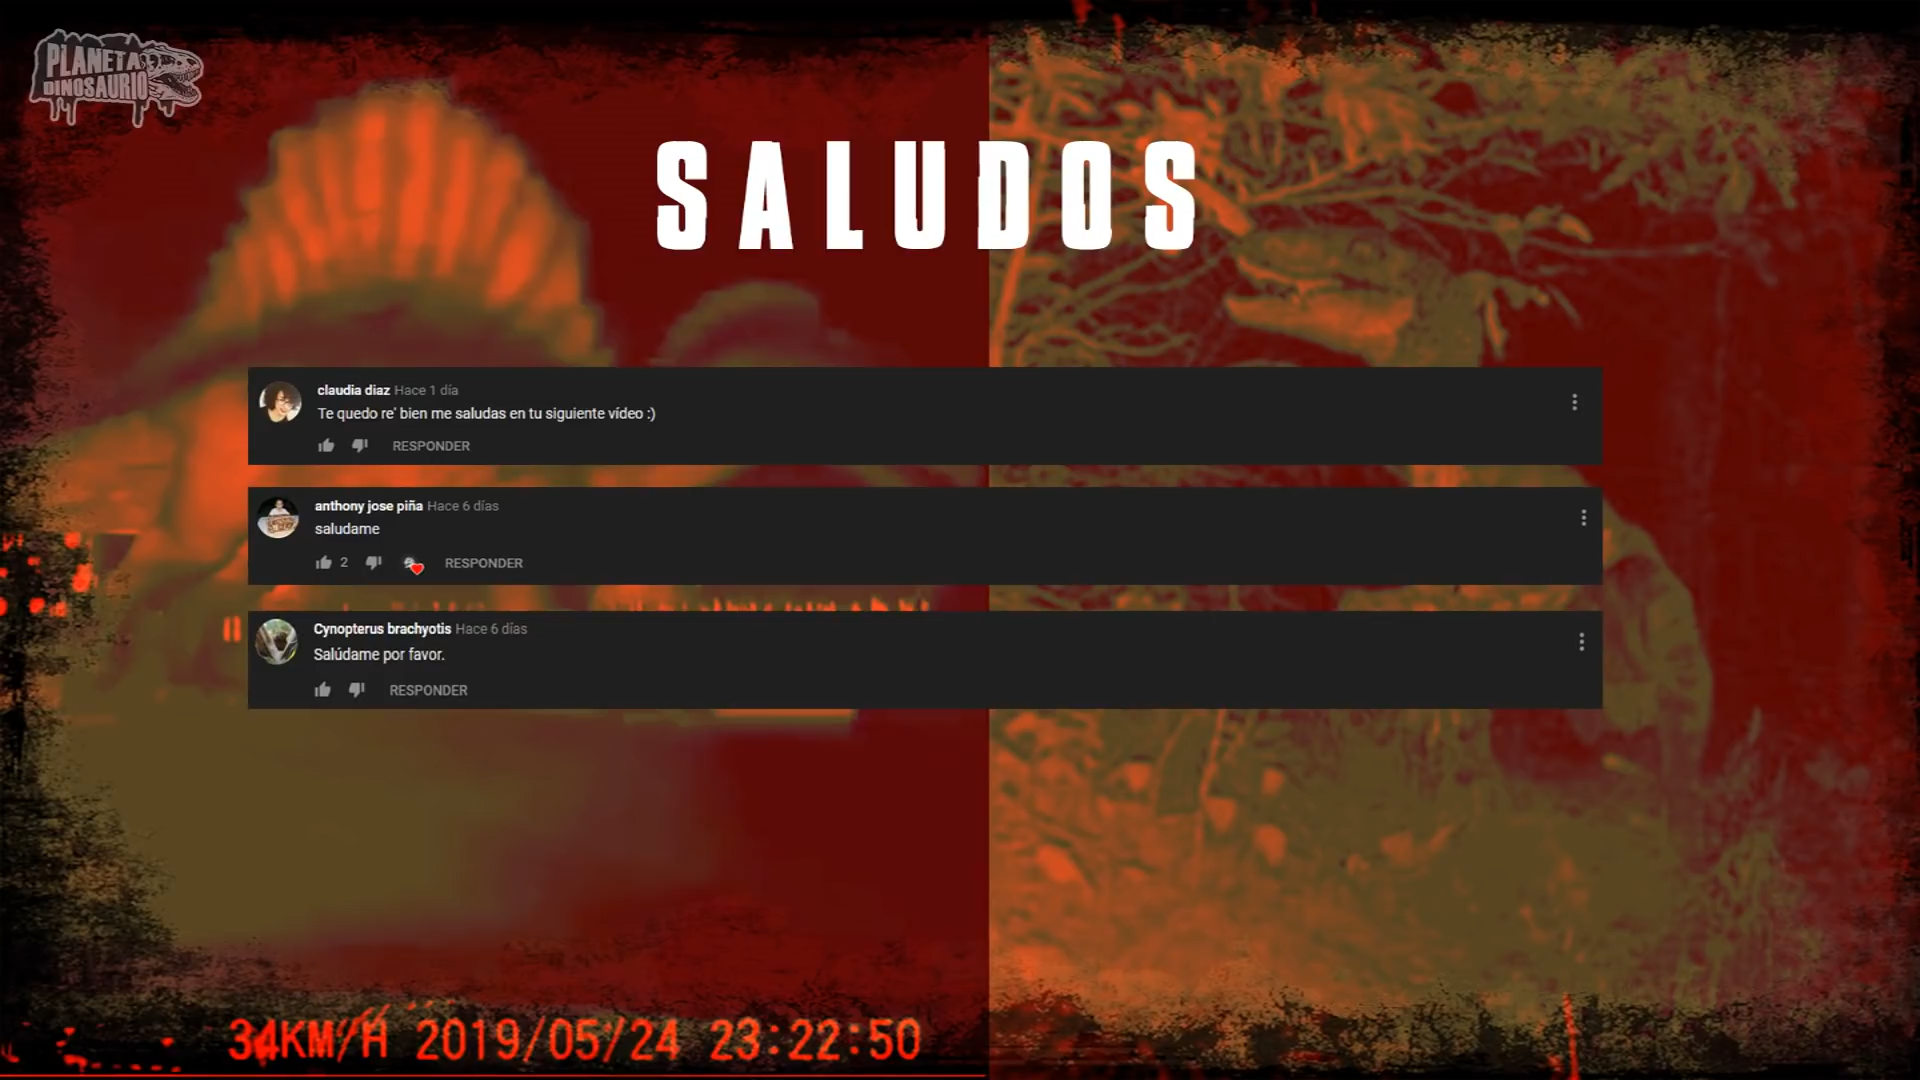 PLANETA
DINOSAURIO
SALUDOS
claudia diaz Hace 1 día
Te quedo re' bien me saludas en tu siguiente vídeo :)
RESPONDER
anthony jose piña Hace 6 días
saludame
2 RESPONDER
Cynopterus brachyotis Hace 6 días
Salúdame por favor.
RESPONDER
34KM/H 2019/05/24 23:22:50